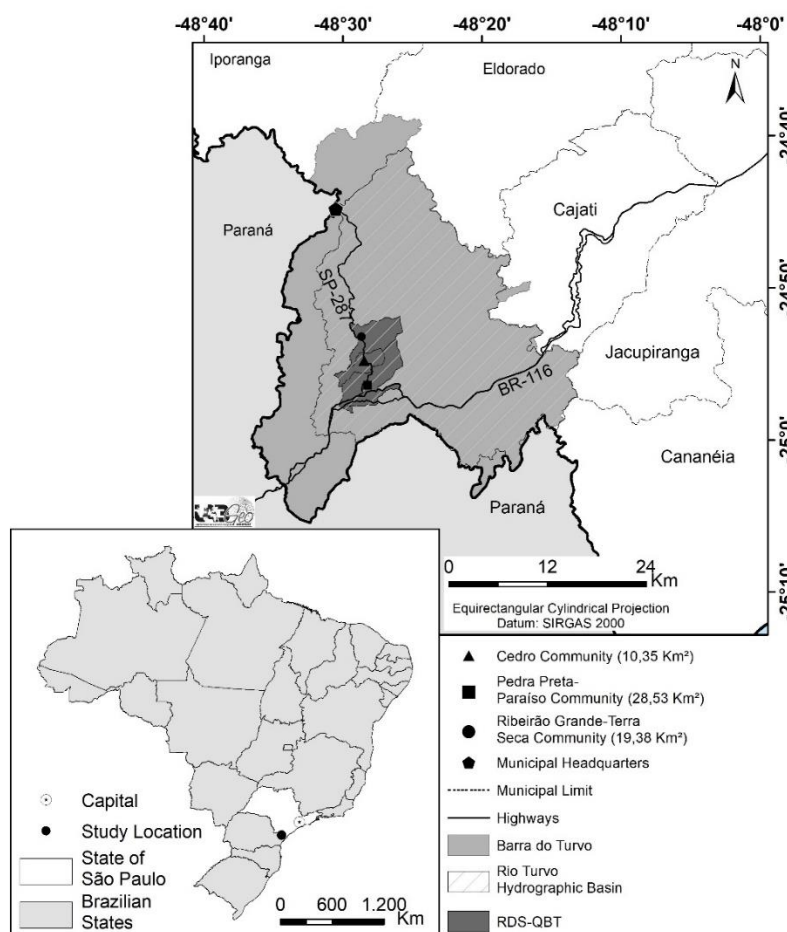 -48°40' -48°30' -48°20' -48°10' -48°0'
Iporanga
Eldorado
N
-24°40'
Cajati
Paraná
SP-287
-24°50'
Jacupiranga
BR-116
-25°0'
Cananéia
Paraná
0 12 24
Km
-25°10'
Equirectangular Cylindrical Projection
Datum: SIRGAS 2000
Cedro Community (10,35 Km²)
Pedra Preta-
Paraíso Community (28,53 Km²)
Ribeirão Grande-Terra
Seca Community (19,38 Km²)
Municipal Headquarters
Municipal Limit
Highways
Barra do Turvo
Rio Turvo
Hydrographic Basin
RDS-QBT
Capital
Study Location
State of
São Paulo
Brazilian
States
0 600 1.200
Km